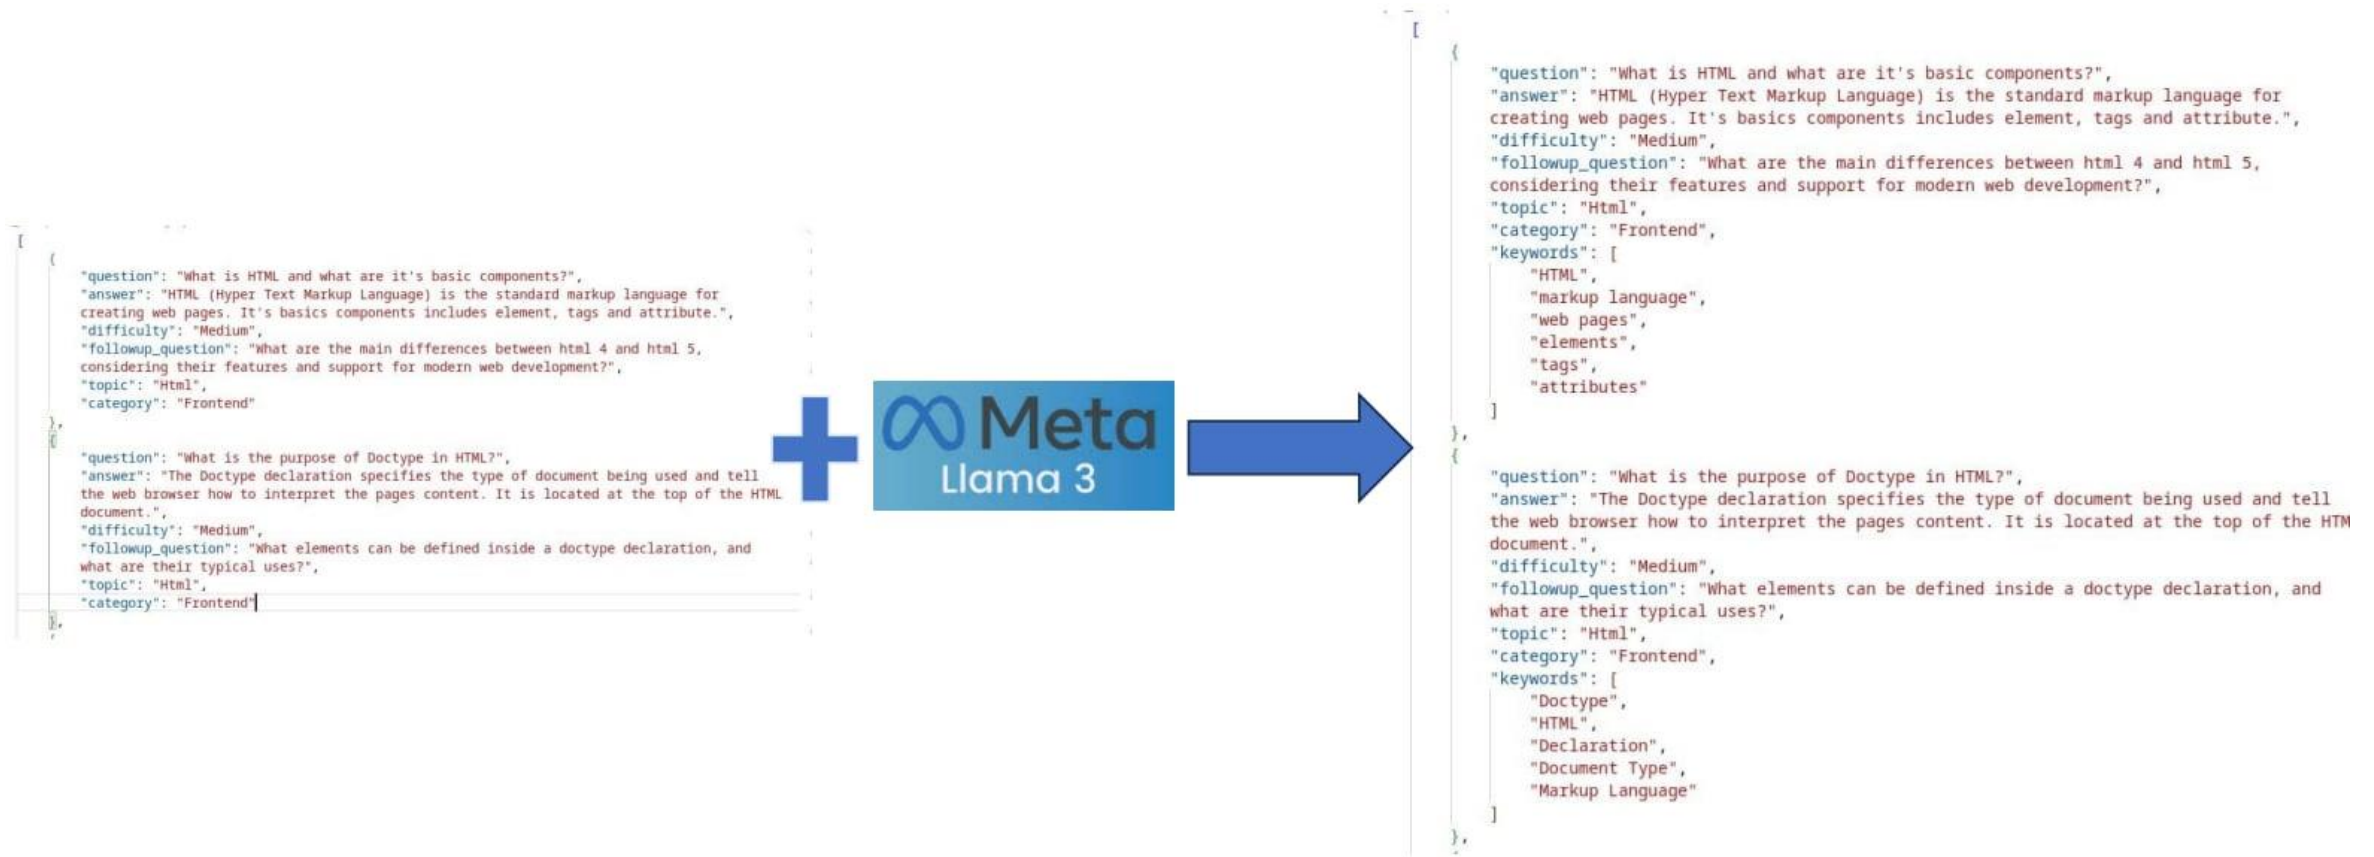 [
{
"question": "What is HTML and what are it's basic components?",
"answer": "HTML (Hyper Text Markup Language) is the standard markup language for
creating web pages. It's basics components includes element, tags and attribute.",
"difficulty": "Medium",
"followup_question": "What are the main differences between html 4 and html 5,
considering their features and support for modern web development?",
"topic": "Html",
"category": "Frontend"
},
{
"question": "What is the purpose of Doctype in HTML?",
"answer": "The Doctype declaration specifies the type of document being used and tell
the web browser how to interpret the pages content. It is located at the top of the HTML
document.",
"difficulty": "Medium",
"followup_question": "What elements can be defined inside a doctype declaration, and
what are their typical uses?",
"topic": "Html",
"category": "Frontend"
},
Meta
Llama 3
[
{
"question": "What is HTML and what are it's basic components?",
"answer": "HTML (Hyper Text Markup Language) is the standard markup language for
creating web pages. It's basics components includes element, tags and attribute.",
"difficulty": "Medium",
"followup_question": "What are the main differences between html 4 and html 5,
considering their features and support for modern web development?",
"topic": "Html",
"category": "Frontend",
"keywords": [
"HTML",
"markup language",
"web pages",
"elements",
"tags",
"attributes"
]
},
{
"question": "What is the purpose of Doctype in HTML?",
"answer": "The Doctype declaration specifies the type of document being used and tell
the web browser how to interpret the pages content. It is located at the top of the HTM
document.",
"difficulty": "Medium",
"followup_question": "What elements can be defined inside a doctype declaration, and
what are their typical uses?",
"topic": "Html",
"category": "Frontend",
"keywords": [
"Doctype",
"HTML",
"Declaration",
"Document Type",
"Markup Language"
]
},